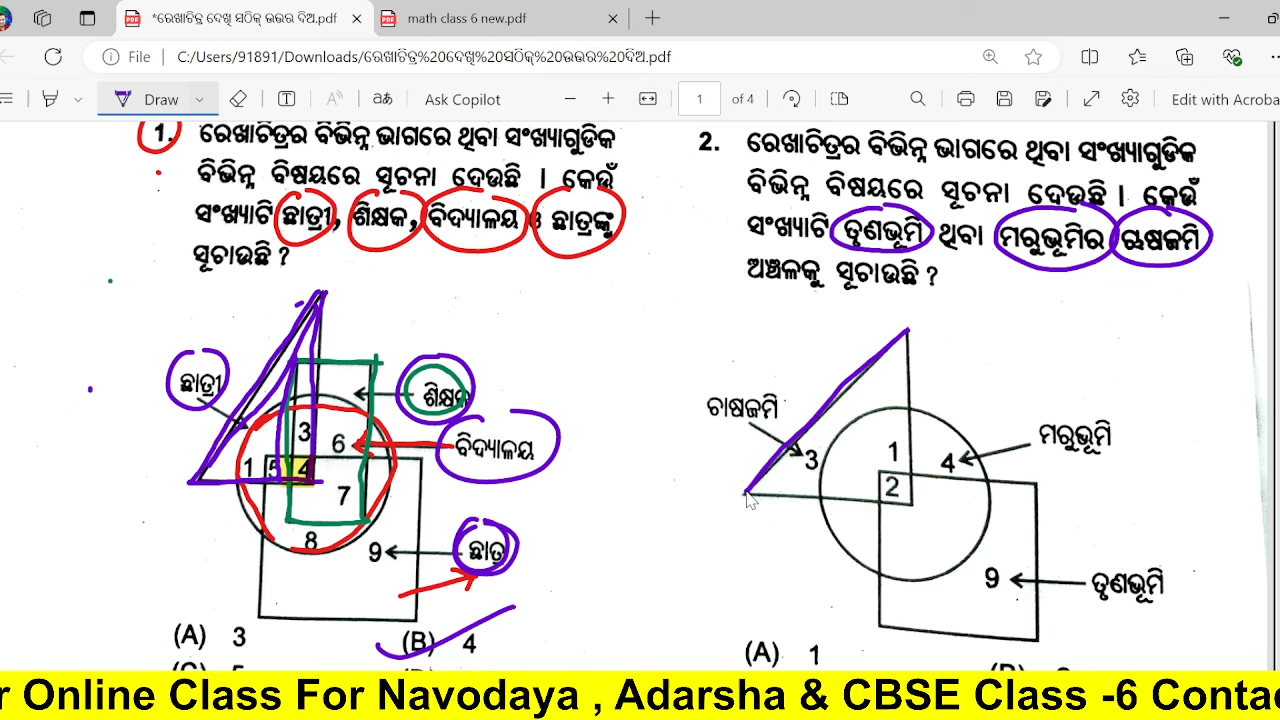 *ରେଖାଚିତ୍ର ଦେଖି ସଠିକ୍ ଉତ୍ତର ଦିଅ.pdf
math class 6 new.pdf
File C:/Users/91891/Downloads/ରେଖାଚିତ୍ର%20ଦେଖି%20ସଠିକ୍%20ଉତ୍ତର%20ଦିଅ.pdf
Draw
Ask Copilot
1 of 4
Edit with Acroba
1. ରେଖାଚିତ୍ରର ବିଭିନ୍ନ ଭାଗରେ ଥିବା ସଂଖ୍ୟାଗୁଡିକ
ବିଭିନ୍ନ ବିଷୟରେ ସୂଚନା ଦେଉଛି । କେଉଁ
ସଂଖ୍ୟାଟି ଛାତ୍ରୀ, ଶିକ୍ଷକ, ବିଦ୍ୟାଳୟ ଓ ଛାତ୍ରଙ୍କୁ
ସୂଚାଉଛି ?
ଛାତ୍ରୀ
ଶିକ୍ଷକ
3
6
ବିଦ୍ୟାଳୟ
1 5 4
7
8
9
ଛାତ୍ର
(A) 3
(B) 4
2. ରେଖାଚିତ୍ରର ବିଭିନ୍ନ ଭାଗରେ ଥିବା ସଂଖ୍ୟାଗୁଡିକ
ବିଭିନ୍ନ ବିଷୟରେ ସୂଚନା ଦେଉଛି । କେଉଁ
ସଂଖ୍ୟାଟି ତୃଣଭୂମି ଥିବା ମରୁଭୂମିର ଋଷଜମି
ଅଞ୍ଚଳକୁ ସୂଚାଉଛି ?
ଚାଷଜମି
ମରୁଭୂମି
3
1
4
2
9
ତୃଣଭୂମି
(A) 1
r Online Class For Navodaya , Adarsha & CBSE Class -6 Conta